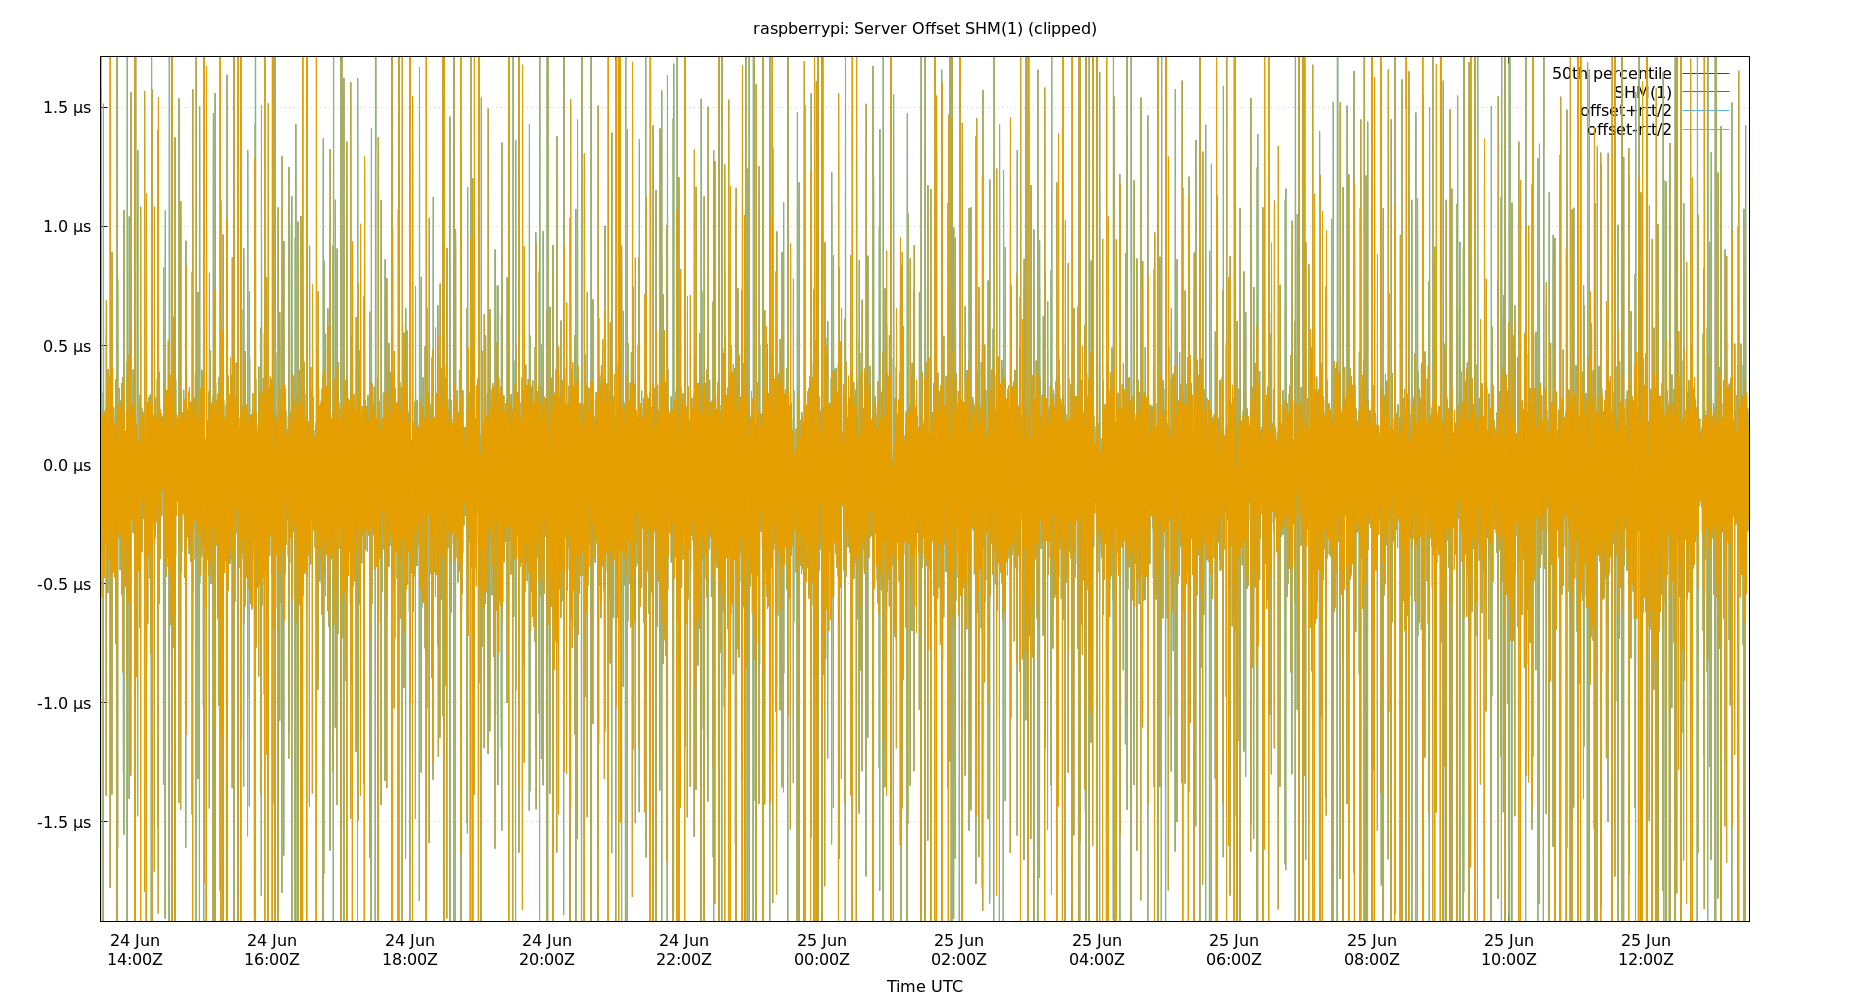 raspberrypi: Server Offset SHM(1) (clipped)
50th percentile
SHM(1)
offset+rtt/2
offset-rtt/2
1.5 µs
1.0 µs
0.5 µs
0.0 µs
-0.5 µs
-1.0 µs
-1.5 µs
24 Jun 24 Jun 24 Jun 24 Jun 24 Jun 25 Jun 25 Jun 25 Jun 25 Jun 25 Jun 25 Jun 25 Jun
14:00Z 16:00Z 18:00Z 20:00Z 22:00Z 00:00Z 02:00Z 04:00Z 06:00Z 08:00Z 10:00Z 12:00Z
Time UTC